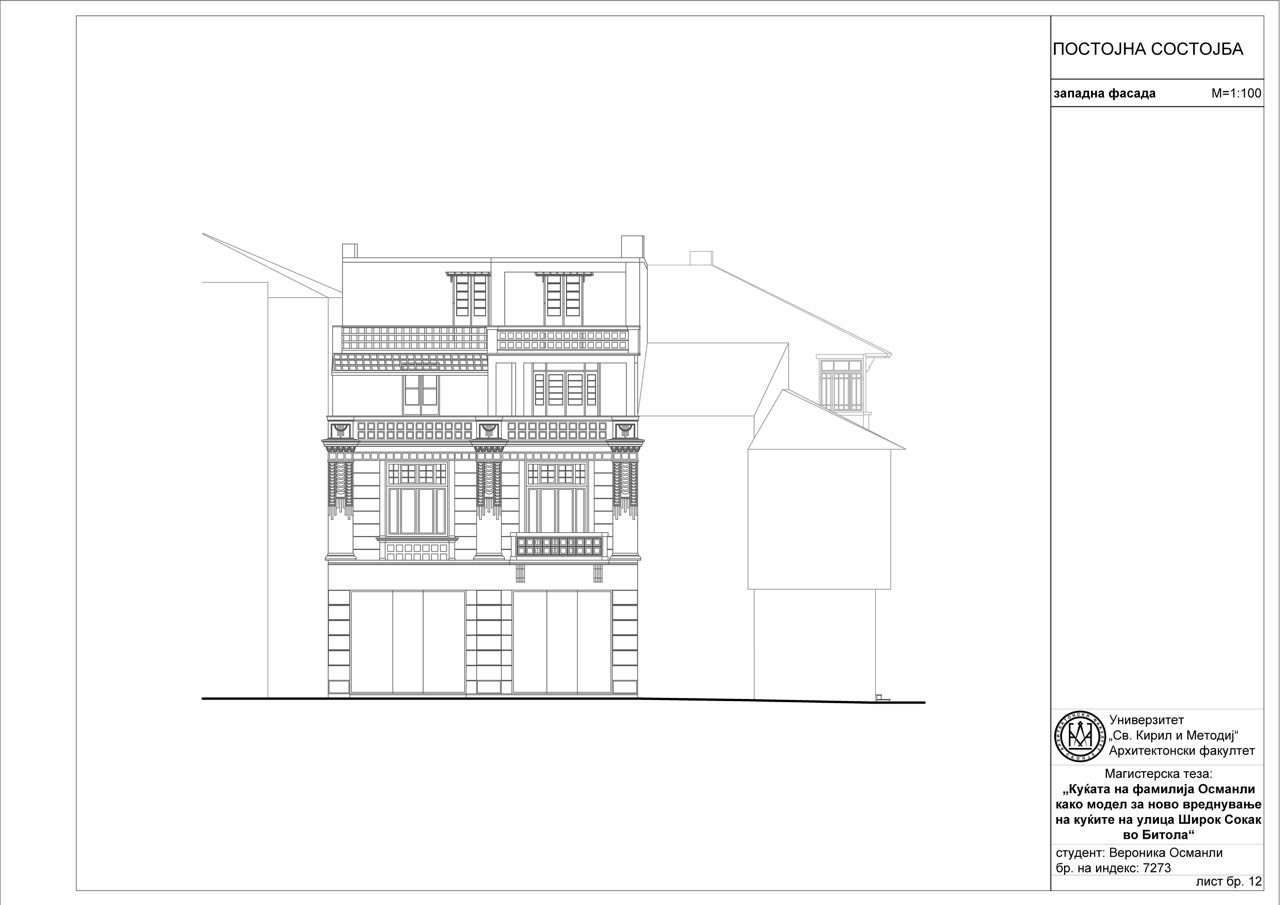 ПОСТОЈНА СОСТОЈБА
западна фасада М=1:100
Универзитет
„Св. Кирил и Методиј“
Архитектонски факултет
Магистерска теза:
„Куќата на фамилија Османли
како модел за ново вреднување
на куќите на улица Широк Сокак
во Битола“
студент: Вероника Османли
бр. на индекс: 7273
лист бр. 12